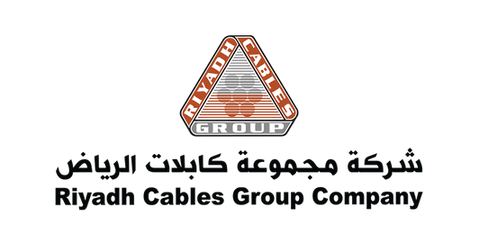 RIYADH CABLES GROUP
شركة مجموعة كابلات الرياض
Riyadh Cables Group Company